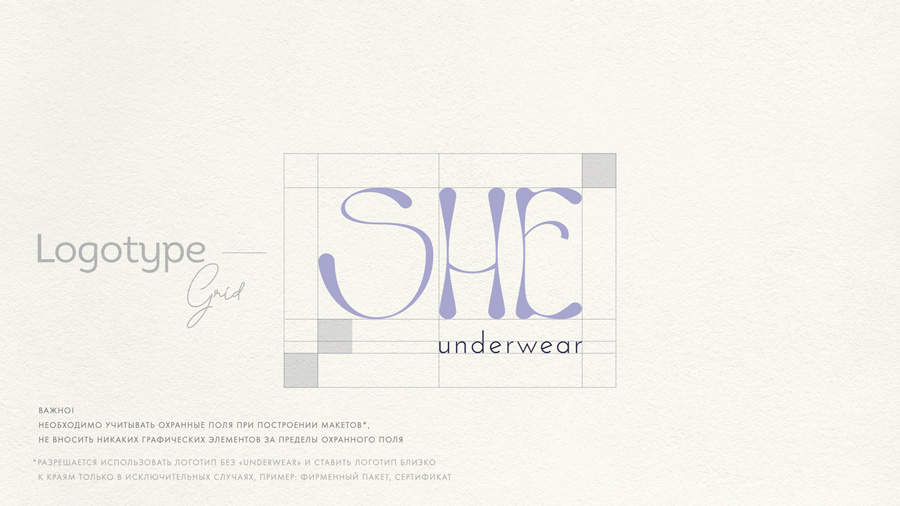 SHE
underwear
Logotype
Grid
ВАЖНО!
НЕОБХОДИМО УЧИТЫВАТЬ ОХРАННЫЕ ПОЛЯ ПРИ ПОСТРОЕНИИ МАКЕТОВ*,
НЕ ВНОСИТЬ НИКАКИХ ГРАФИЧЕСКИХ ЭЛЕМЕНТОВ ЗА ПРЕДЕЛЫ ОХРАННОГО ПОЛЯ
*РАЗРЕШАЕТСЯ ИСПОЛЬЗОВАТЬ ЛОГОТИП БЕЗ «UNDERWEAR» И СТАВИТЬ ЛОГОТИП БЛИЗКО
К КРАЯМ ТОЛЬКО В ИСКЛЮЧИТЕЛЬНЫХ СЛУЧАЯХ, ПРИМЕР: ФИРМЕННЫЙ ПАКЕТ, СЕРТИФИКАТ